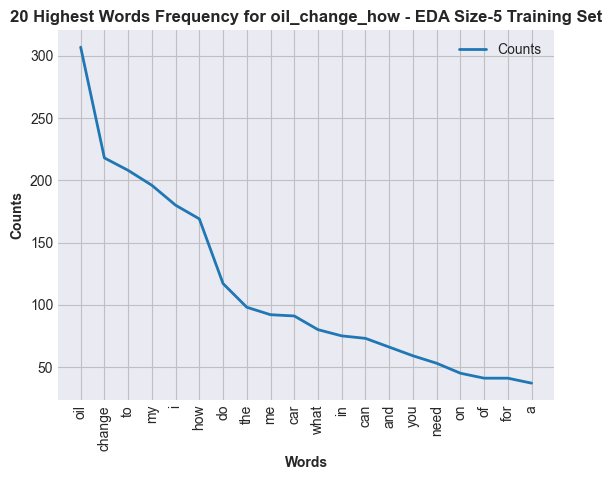 20 Highest Words Frequency for oil_change_how - EDA Size-5 Training Set
Counts
300
250
200
150
100
50
Counts
oil
change
to
my
i
how
do
the
me
car
what
in
can
and
you
need
on
of
for
a
Words